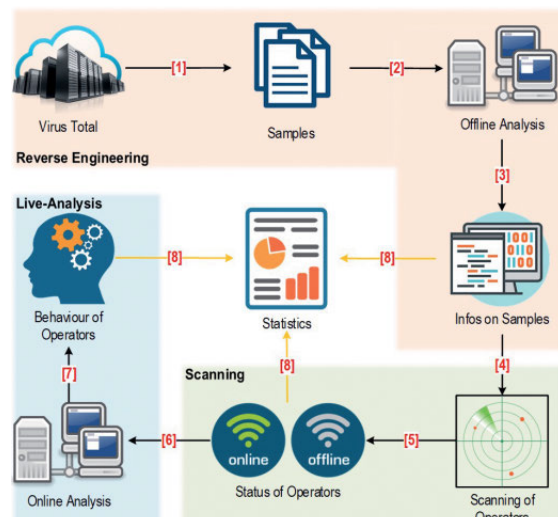 [1]
[2]
Virus Total
Samples
Offline Analysis
Reverse Engineering
[3]
Live-Analysis
[8]
[8]
Behaviour of
Operators
Statistics
Infos on Samples
[7]
[8]
[4]
Scanning
[6]
online
offline
[5]
Online Analysis
Status of Operators
Scanning of
Operators